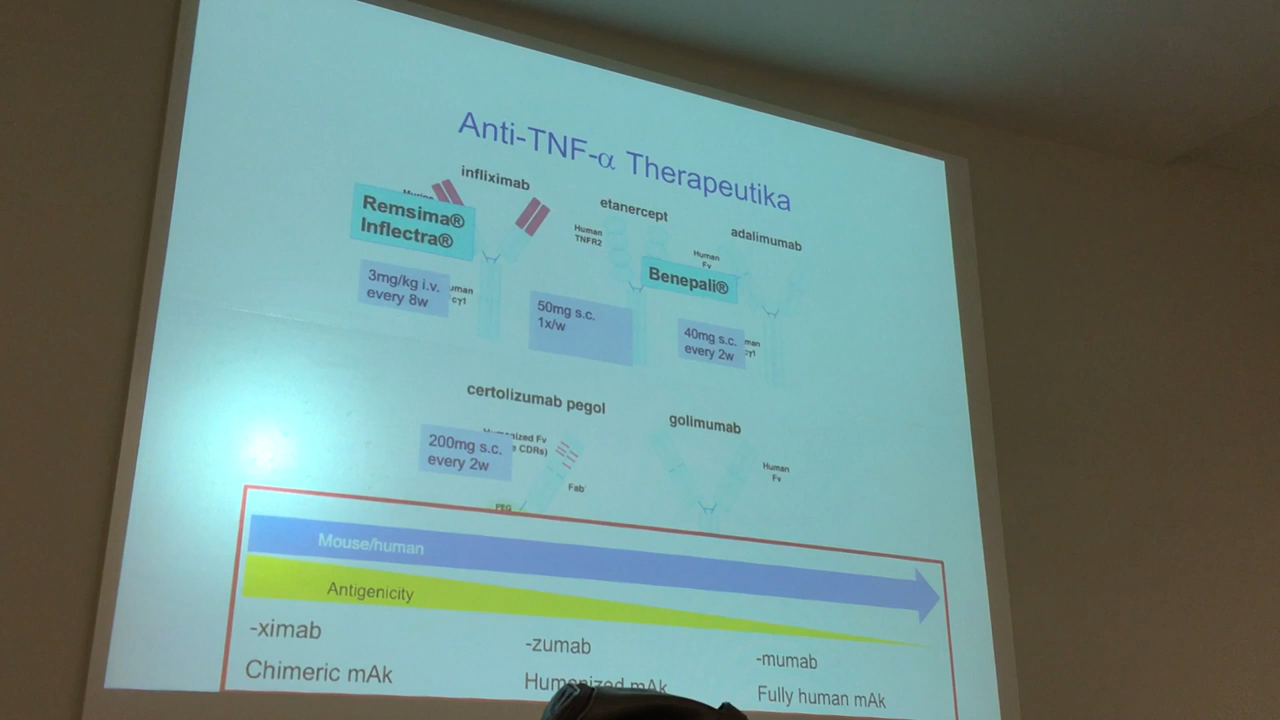 Anti-TNF-α Therapeutika
infliximab
Remsima®
Inflectra®
3mg/kg i.v.
every 8w
cγ1
etanercept
Human
TNFR2
Benepali®
50mg s.c.
1x/w
adalimumab
Human
Fv
40mg s.c.
every 2w
certolizumab pegol
Fv
CDRs)
200mg s.c.
every 2w
Fab'
PEG
golimumab
Human
Fv
Mouse/human
Antigenicity
-ximab
-zumab
-mumab
Chimeric mAk
Humanized mAk
Fully human mAk